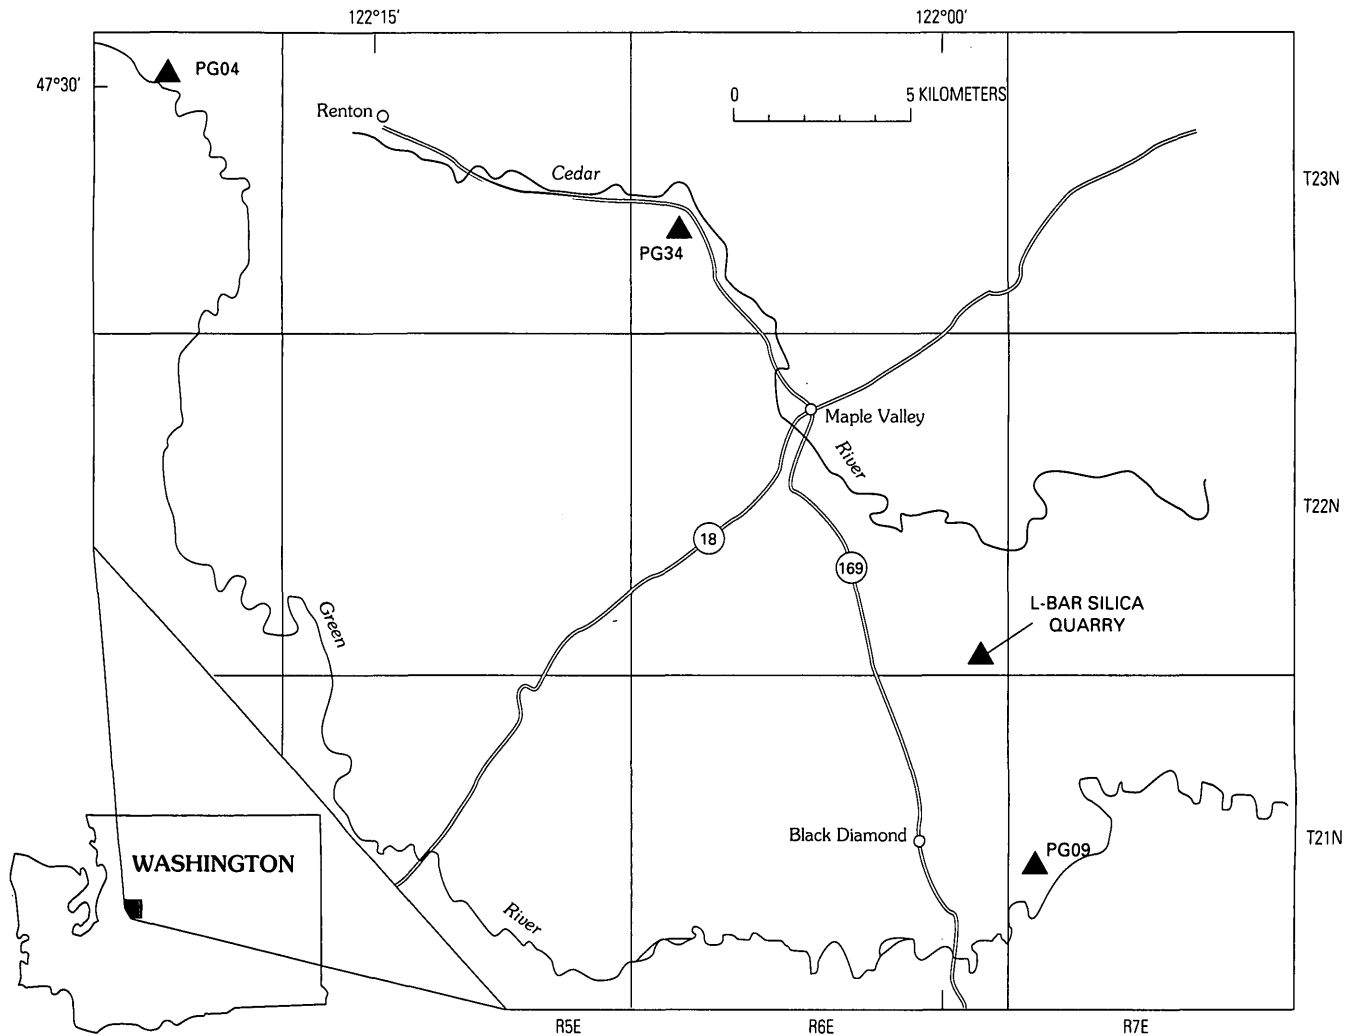 122°15'
122°00'
47°30'
PG04
Renton
0
5 KILOMETERS
Cedar
T23N
PG34
Maple Valley
River
T22N
18
169
L-BAR SILICA
QUARRY
Green
Black Diamond
PG09
T21N
WASHINGTON
River
R5E
R6E
R7E